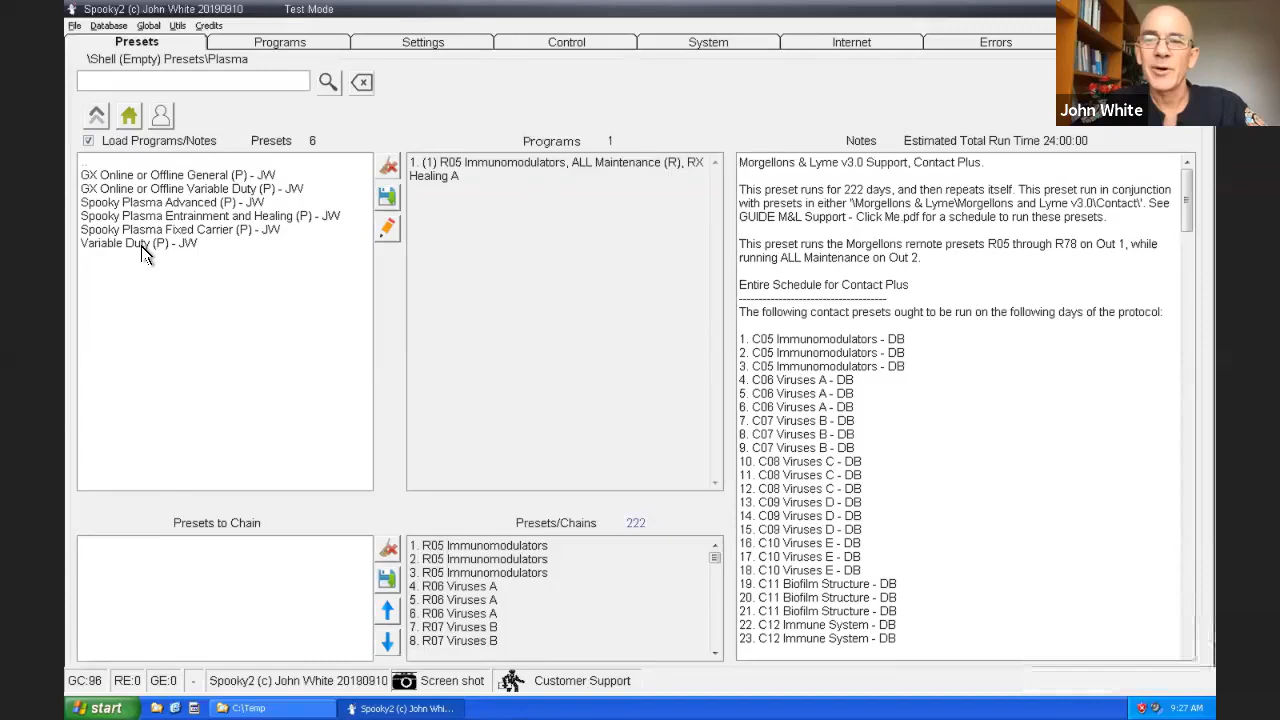 Spooky2 (c) John White 20190910 Test Mode
File Database Global Utils Credits
Presets Programs Settings Control System Internet Errors
\Shell (Empty) Presets\Plasma
John White
Load Programs/Notes Presets 6 Programs 1 Notes Estimated Total Run Time 24:00:00
..
GX Online or Offline General (P) - JW
GX Online or Offline Variable Duty (P) - JW
Spooky Plasma Advanced (P) - JW
Spooky Plasma Entrainment and Healing (P) - JW
Spooky Plasma Fixed Carrier (P) - JW
Variable Duty (P) - JW
1. (1) R05 Immunomodulators, ALL Maintenance (R), RX
Healing A
Morgellons & Lyme v3.0 Support, Contact Plus.
This preset runs for 222 days, and then repeats itself. This preset run in conjunction
with presets in either '\Morgellons & Lyme\Morgellons and Lyme v3.0\Contact\'. See
GUIDE M&L Support - Click Me.pdf for a schedule to run these presets.
This preset runs the Morgellons remote presets R05 through R78 on Out 1, while
running ALL Maintenance on Out 2.
Entire Schedule for Contact Plus
------------------------------------
The following contact presets ought to be run on the following days of the protocol:
1. C05 Immunomodulators - DB
2. C05 Immunomodulators - DB
3. C05 Immunomodulators - DB
4. C06 Viruses A - DB
5. C06 Viruses A - DB
6. C06 Viruses A - DB
7. C07 Viruses B - DB
8. C07 Viruses B - DB
9. C07 Viruses B - DB
10. C08 Viruses C - DB
11. C08 Viruses C - DB
12. C08 Viruses C - DB
13. C09 Viruses D - DB
14. C09 Viruses D - DB
15. C09 Viruses D - DB
16. C10 Viruses E - DB
17. C10 Viruses E - DB
18. C10 Viruses E - DB
19. C11 Biofilm Structure - DB
20. C11 Biofilm Structure - DB
21. C11 Biofilm Structure - DB
22. C12 Immune System - DB
23. C12 Immune System - DB
Presets to Chain Presets/Chains 222
1. R05 Immunomodulators
2. R05 Immunomodulators
3. R05 Immunomodulators
4. R06 Viruses A
5. R06 Viruses A
6. R06 Viruses A
7. R07 Viruses B
8. R07 Viruses B
GC:96 RE:0 GE:0 - Spooky2 (c) John White 20190910 Screen shot Customer Support
start C:\Temp Spooky2 (c) John Whi... 9:27 AM